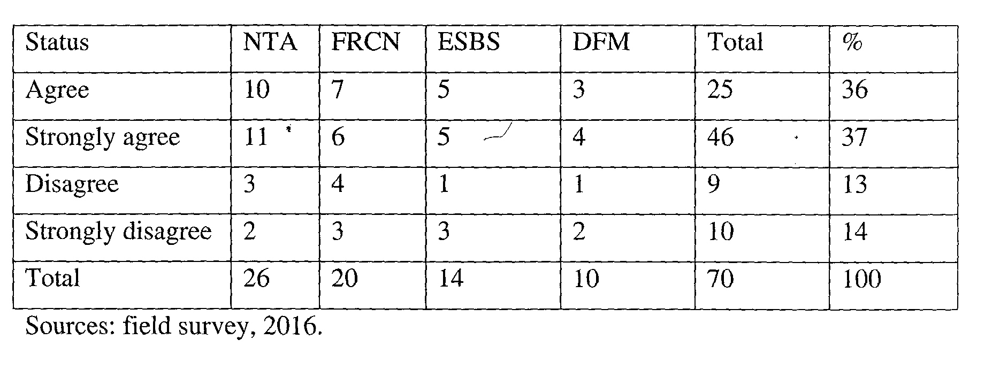 Status NTA FRCN ESBS DFM Total %
Agree 10 7 5 3 25 36
Strongly agree 11 6 5 4 46 37
Disagree 3 4 1 1 9 13
Strongly disagree 2 3 3 2 10 14
Total 26 20 14 10 70 100
Sources: field survey, 2016.